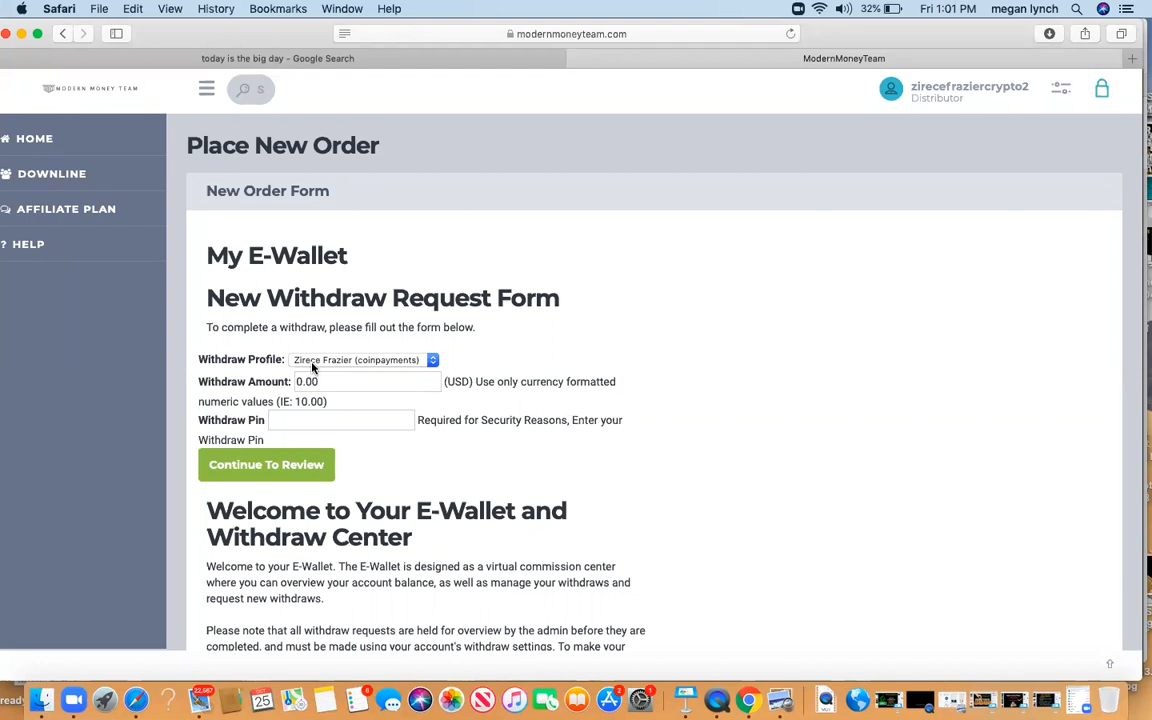 Safari File Edit View History Bookmarks Window Help 32% Fri 1:01 PM megan lynch
modernmoneyteam.com
today is the big day - Google Search ModernMoneyTeam
MODERN MONEY TEAM S zirecefraziercrypto2
Distributor
HOME
DOWNLINE
AFFILIATE PLAN
? HELP
Place New Order
New Order Form
My E-Wallet
New Withdraw Request Form
To complete a withdraw, please fill out the form below.
Withdraw Profile: Zirece Frazier (coinpayments)
Withdraw Amount: 0.00 (USD) Use only currency formatted
numeric values (IE: 10.00)
Withdraw Pin Required for Security Reasons, Enter your
Withdraw Pin
Continue To Review
Welcome to Your E-Wallet and
Withdraw Center
Welcome to your E-Wallet. The E-Wallet is designed as a virtual commission center
where you can overview your account balance, as well as manage your withdraws and
request new withdraws.
Please note that all withdraw requests are held for overview by the admin before they are
completed, and must be made using your account's withdraw settings. To make your
22,587
OCT
25
6
2
1